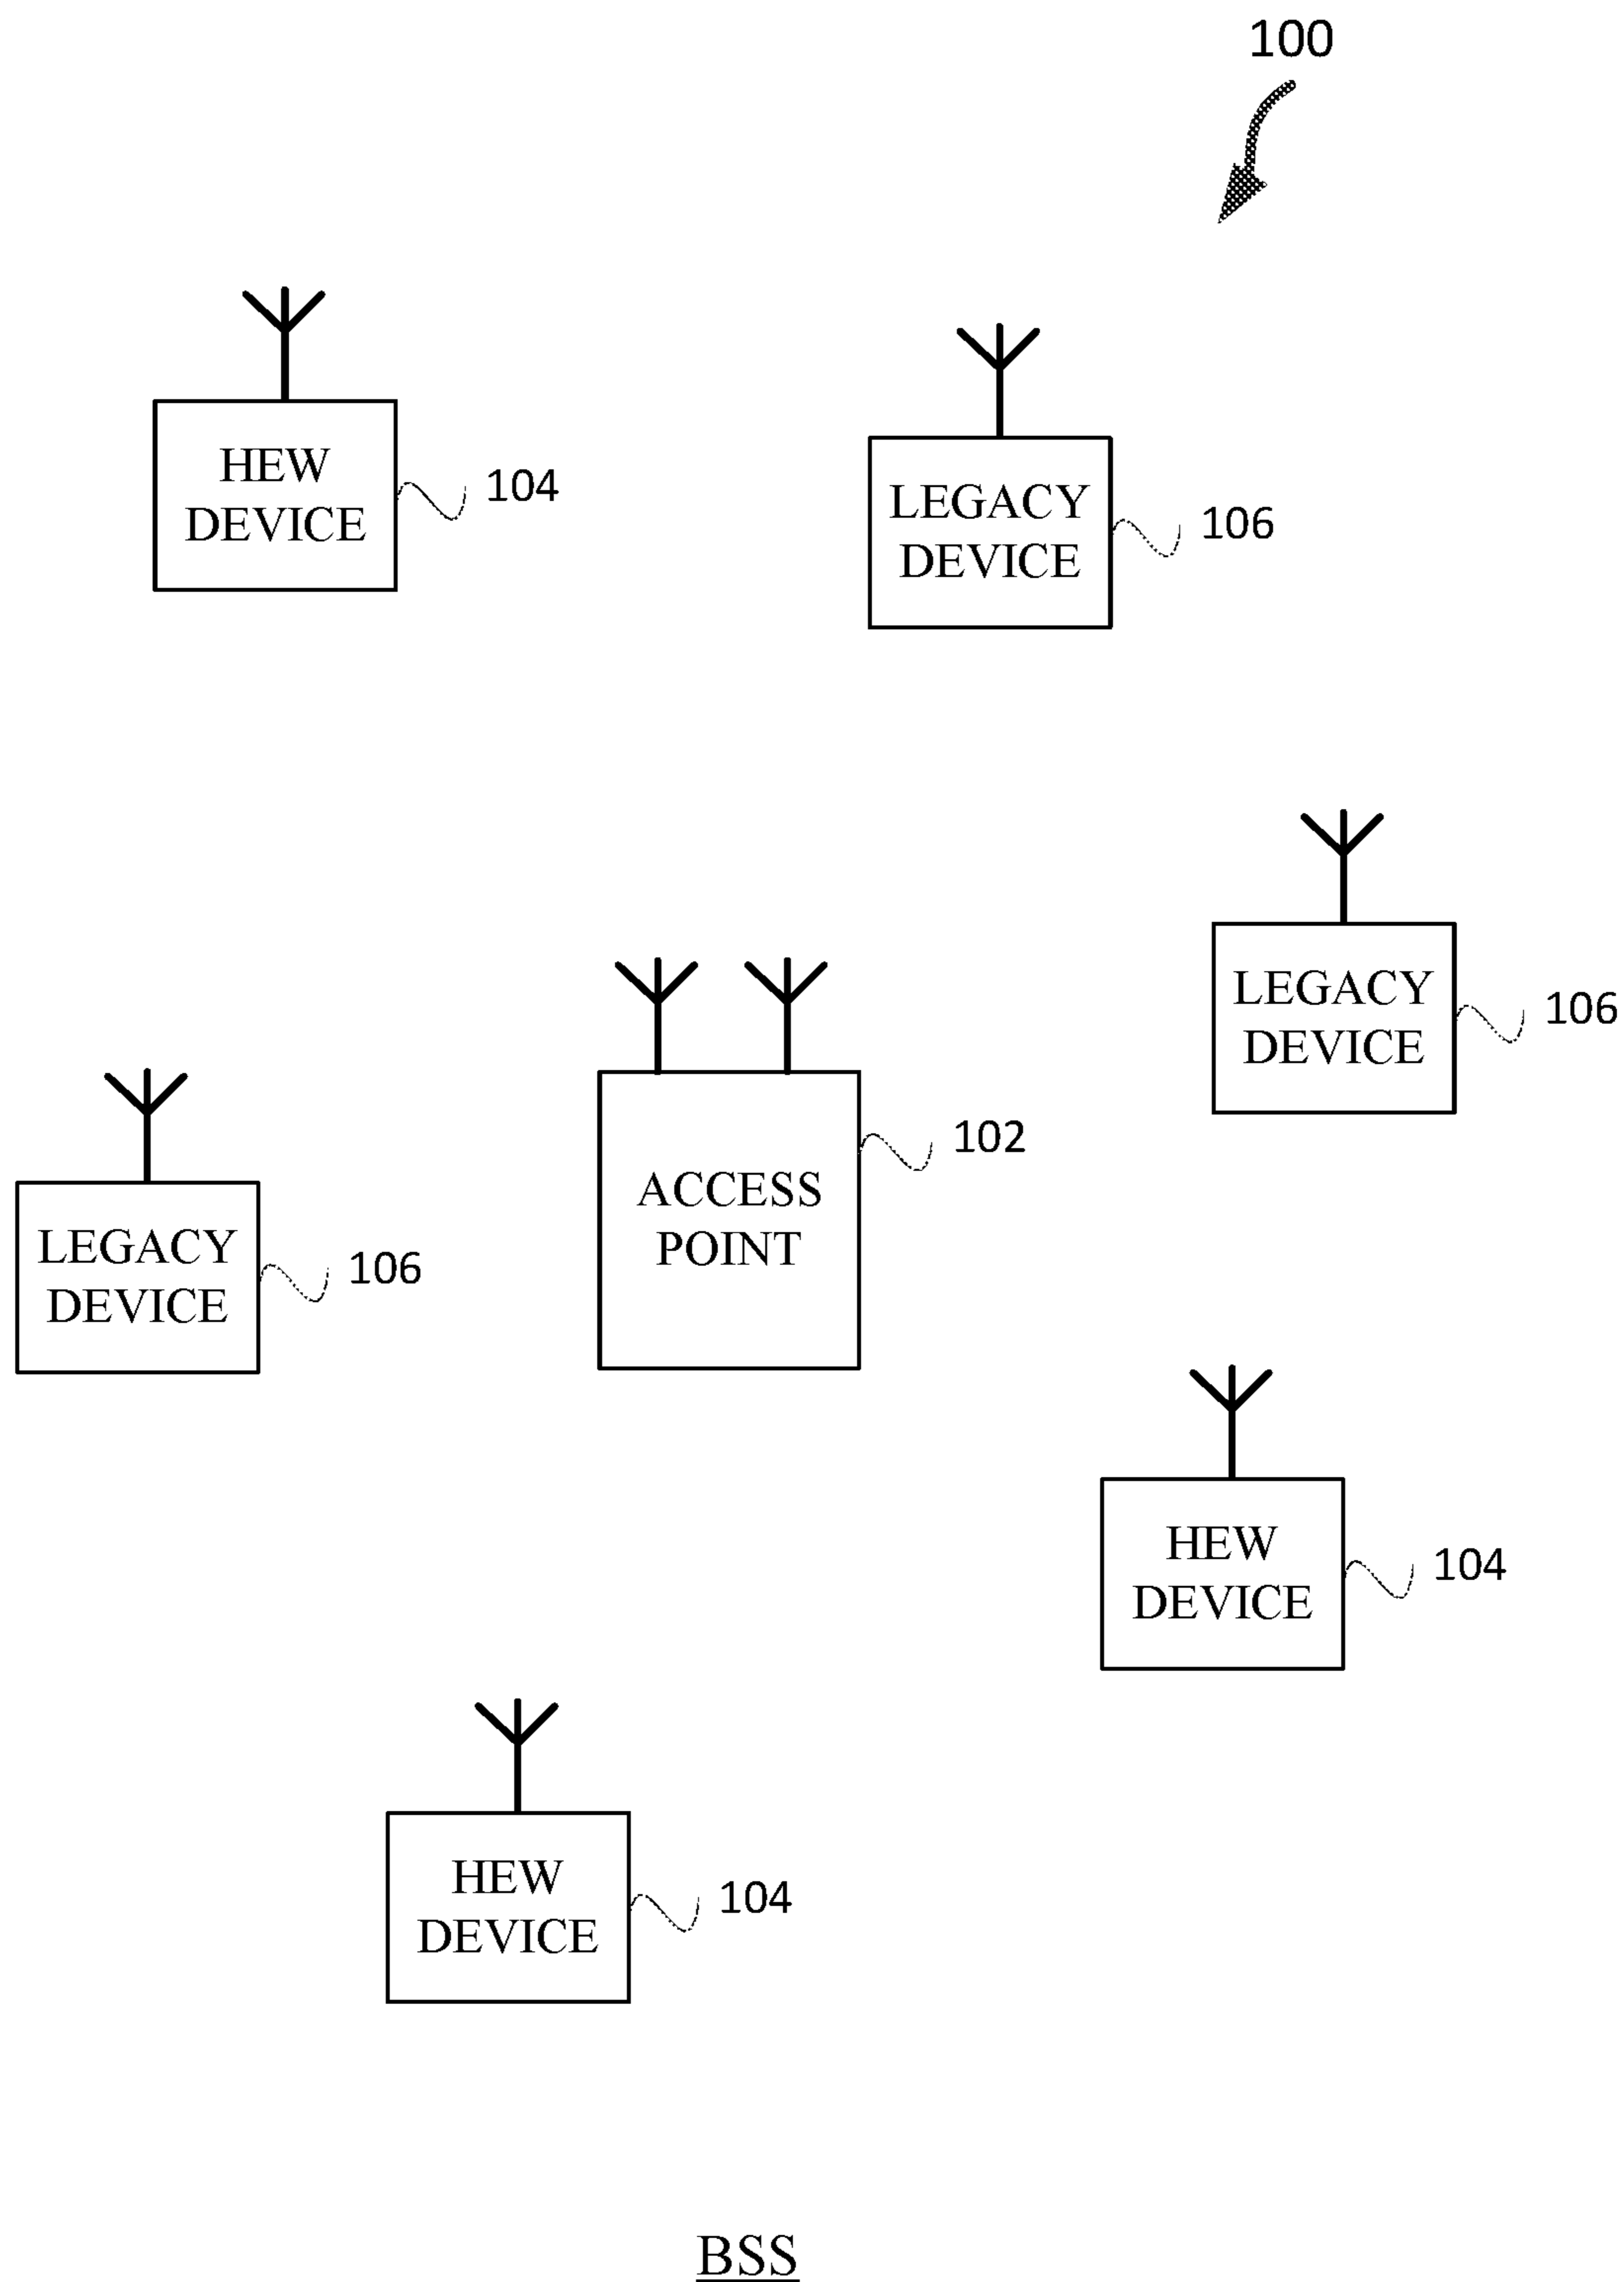 100
HEW
DEVICE
104
LEGACY
DEVICE
106
LEGACY
DEVICE
106
ACCESS
POINT
102
LEGACY
DEVICE
106
HEW
DEVICE
104
HEW
DEVICE
104
BSS